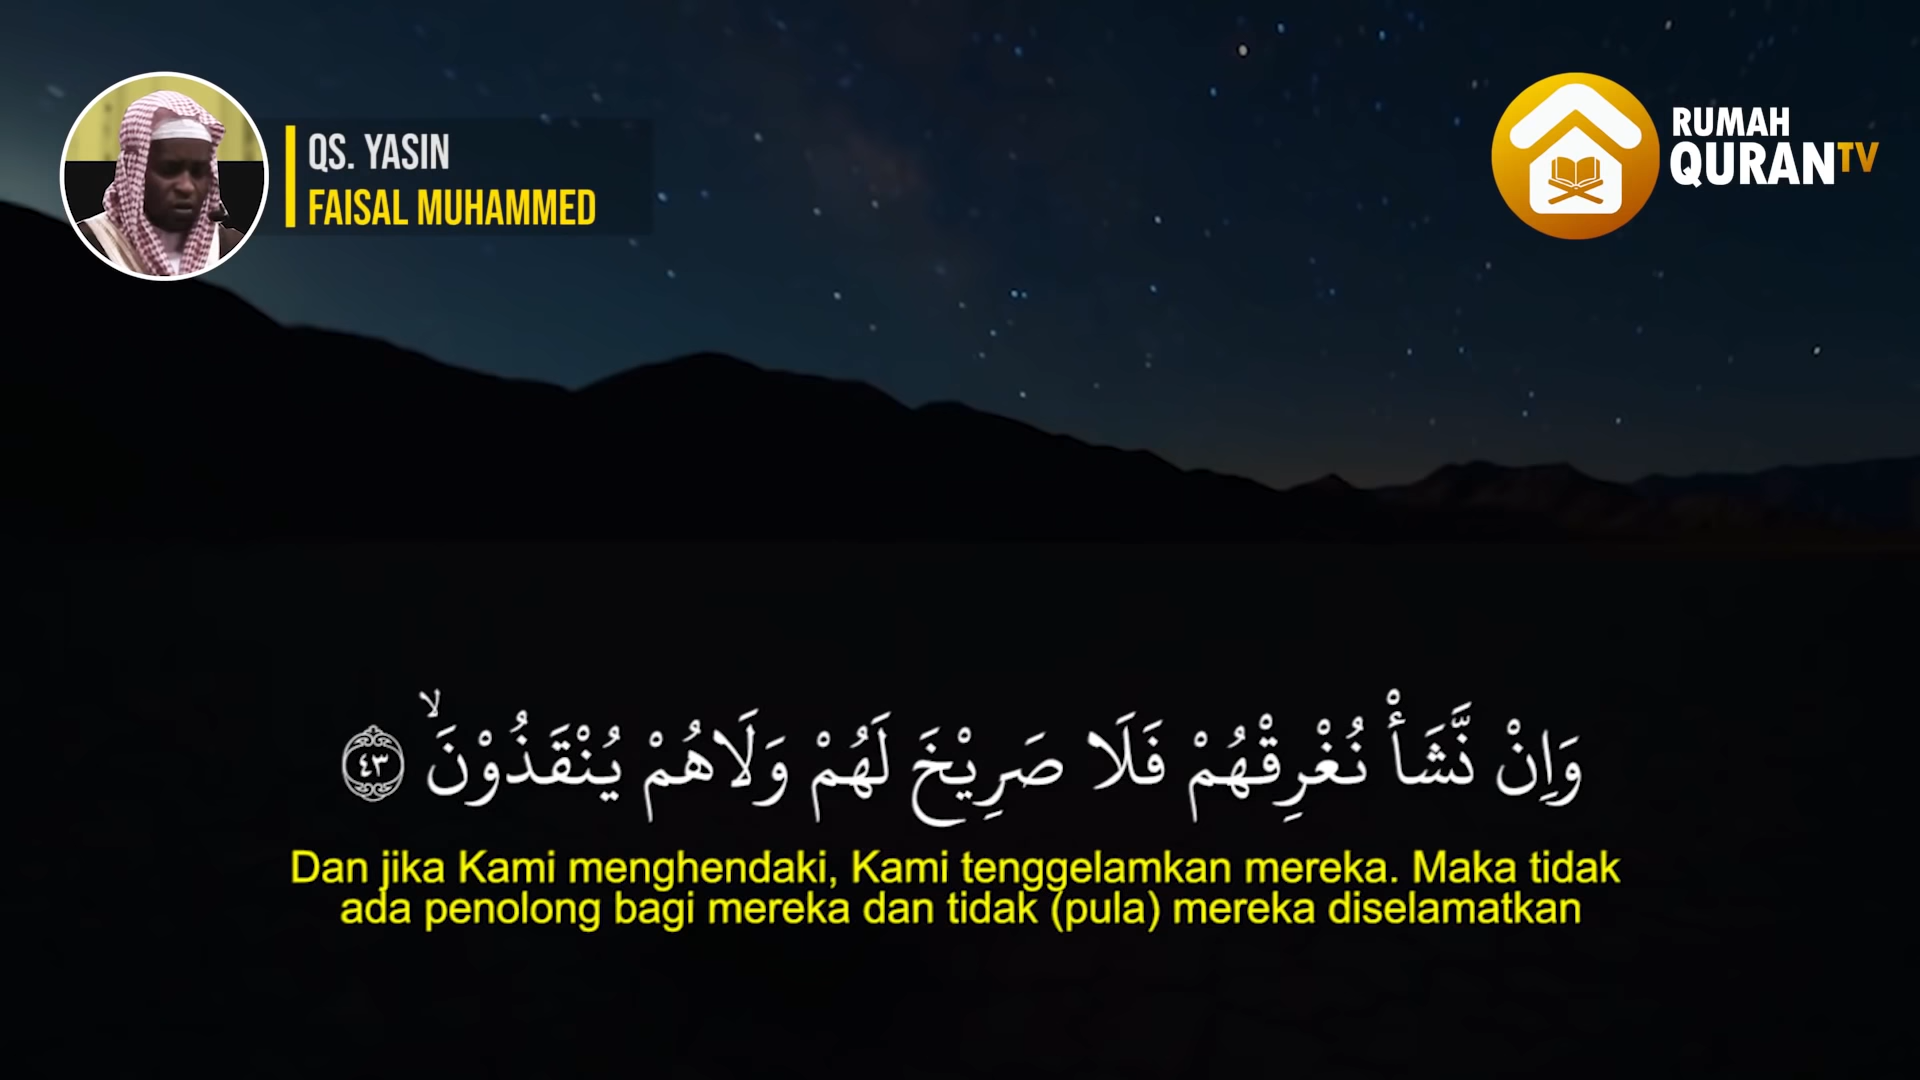 QS. YASIN
FAISAL MUHAMMED
RUMAH
QURANTV
وَاِنْ نَّشَأْ نُغْرِقْهُمْ فَلَا صَرِيْخَ لَهُمْ وَلَاهُمْ يُنْقَذُوْنَۙ ٤٣
Dan jika Kami menghendaki, Kami tenggelamkan mereka. Maka tidak
ada penolong bagi mereka dan tidak (pula) mereka diselamatkan